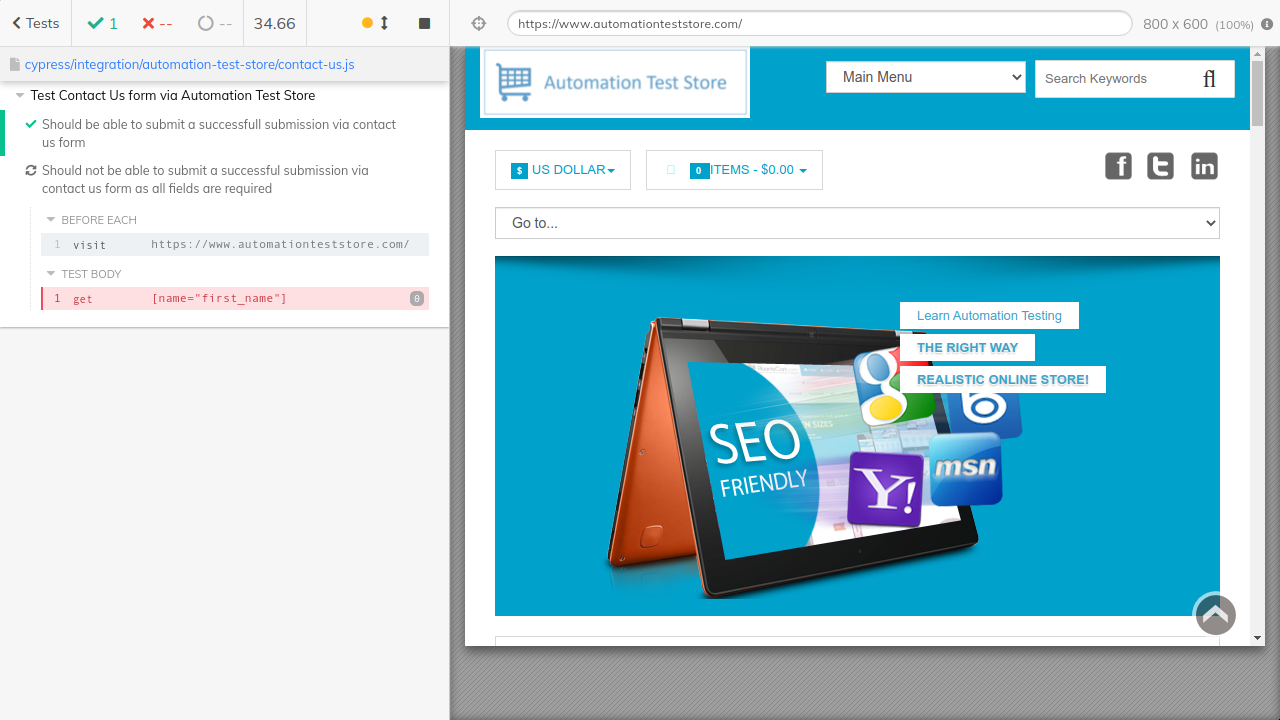 Tests
1
--
--
34.66
https://www.automationteststore.com/
800 x 600 (100%)
cypress/integration/automation-test-store/contact-us.js
Test Contact Us form via Automation Test Store
Should be able to submit a successfull submission via contact
us form
Should not be able to submit a successful submission via
contact us form as all fields are required
BEFORE EACH
1 visit https://www.automationteststore.com/
TEST BODY
1 get [name="first_name"] 0
Automation Test Store
Main Menu
Search Keywords
$ US DOLLAR
0 ITEMS - $0.00
Go to...
Learn Automation Testing
THE RIGHT WAY
REALISTIC ONLINE STORE!
SEO
FRIENDLY
Y!
msn